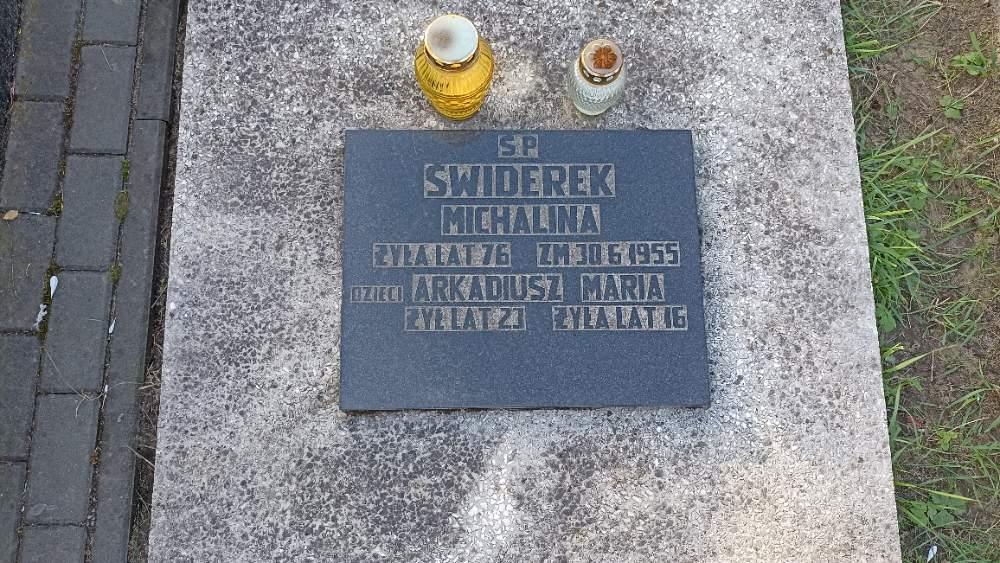 Ś.P.
ŚWIDEREK
MICHALINA
ŻYŁA LAT 76 ZM 30.6.1955
DZIECI ARKADIUSZ MARIA
ŻYŁ LAT 23 ŻYŁA LAT 16